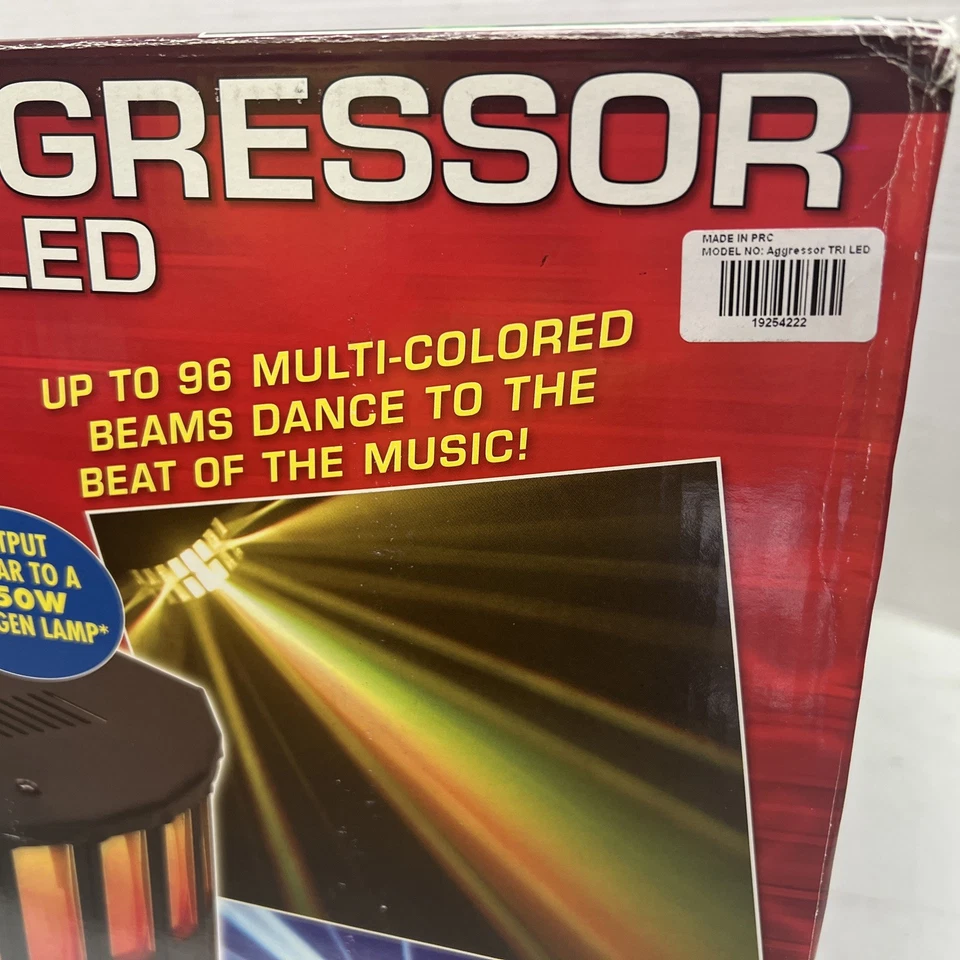 GRESSOR
LED
MADE IN PRC
MODEL NO: Aggressor TRI LED
19254222
UP TO 96 MULTI-COLORED
BEAMS DANCE TO THE
BEAT OF THE MUSIC!
TPUT
AR TO A
50W
GEN LAMP*